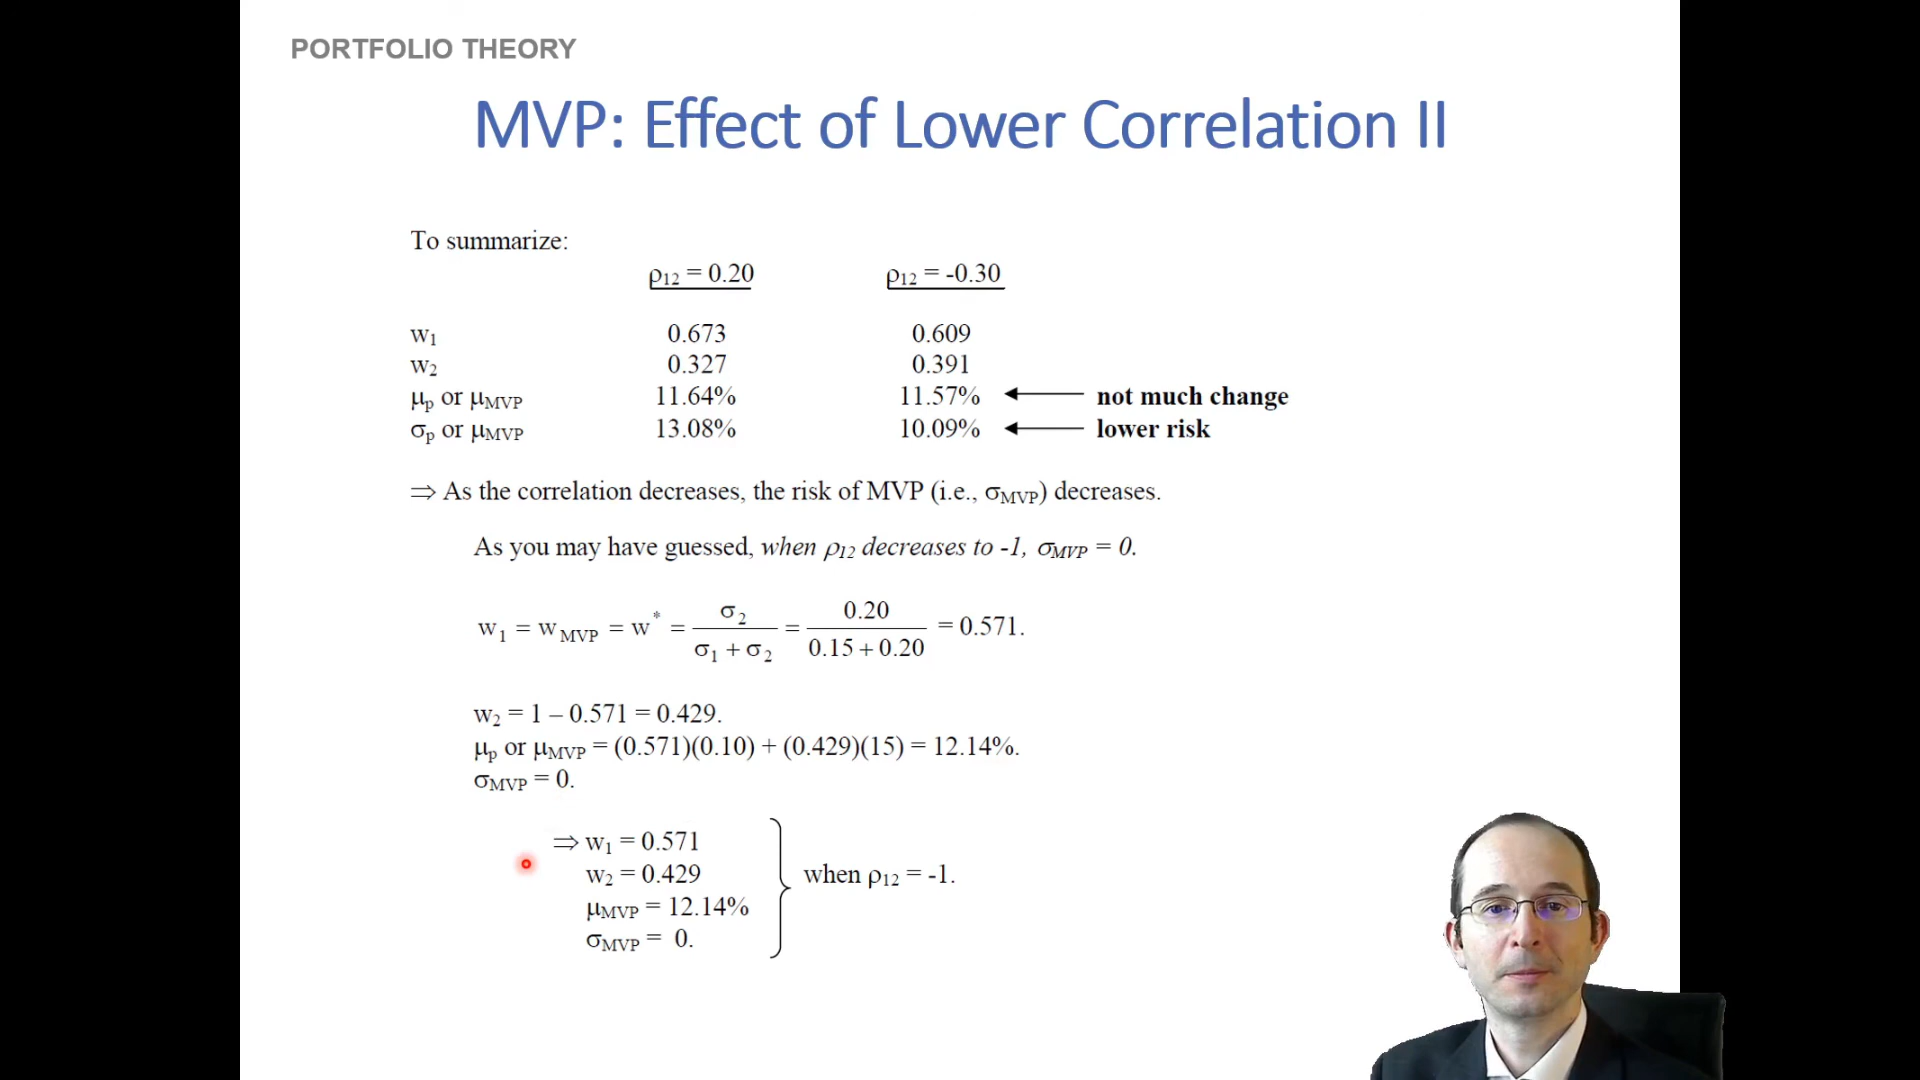 PORTFOLIO THEORY
MVP: Effect of Lower Correlation II
To summarize:
ρ12 = 0.20 ρ12 = -0.30
w1 0.673 0.609
w2 0.327 0.391
μp or μMVP 11.64% 11.57% not much change
σp or μMVP 13.08% 10.09% lower risk
⇒ As the correlation decreases, the risk of MVP (i.e., σMVP) decreases.
As you may have guessed, when ρ12 decreases to -1, σMVP = 0.
w1 = wMVP = w* = σ2 / (σ1 + σ2) = 0.20 / (0.15 + 0.20) = 0.571.
w2 = 1 – 0.571 = 0.429.
μp or μMVP = (0.571)(0.10) + (0.429)(15) = 12.14%.
σMVP = 0.
⇒ w1 = 0.571
w2 = 0.429
when ρ12 = -1.
μMVP = 12.14%
σMVP = 0.